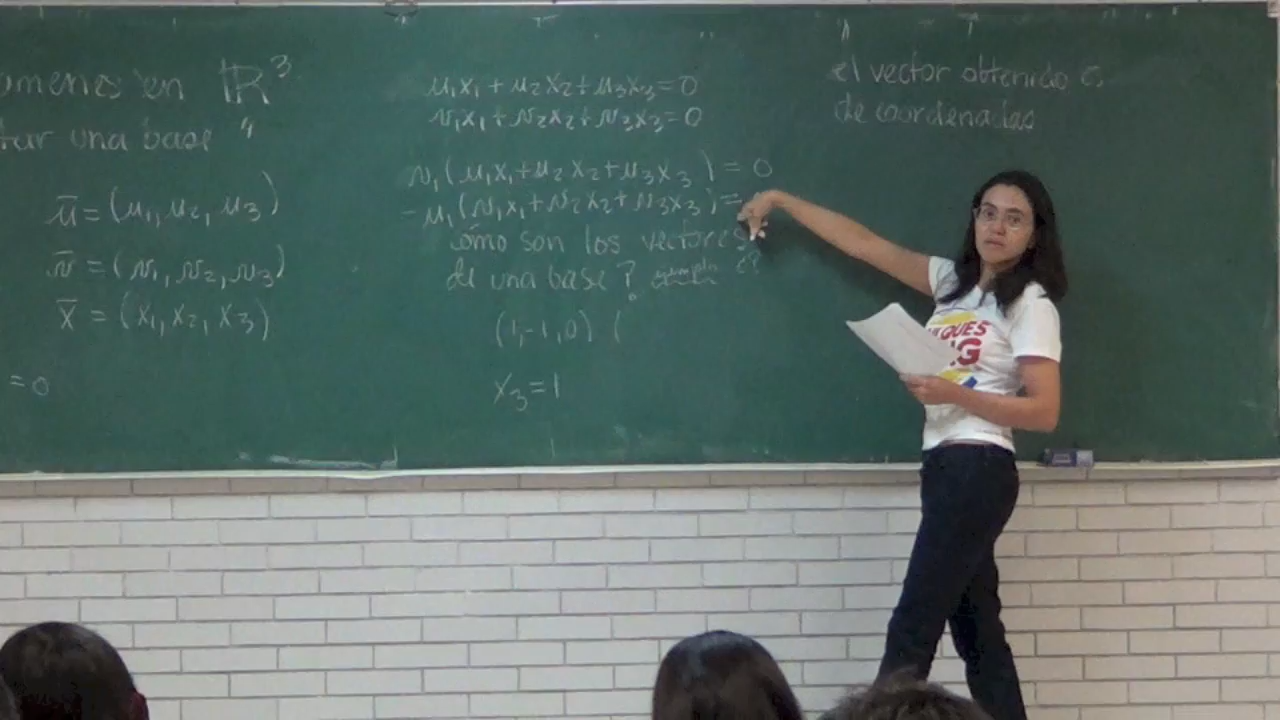 en ℝ³
una base "
ū = (u₁, u₂, u₃)
v̄ = (v₁, v₂, v₃)
x̄ = (x₁, x₂, x₃)
= 0
u₁x₁ + u₂x₂ + u₃x₃ = 0
v₁x₁ + v₂x₂ + v₃x₃ = 0
v₁(u₁x₁ + u₂x₂ + u₃x₃) = 0
-u₁(v₁x₁ + v₂x₂ + v₃x₃) =
cómo son los vectores
de una base? ejemplo c?
(1,-1,0) (
x₃ = 1
el vector obtenido
de coordenadas